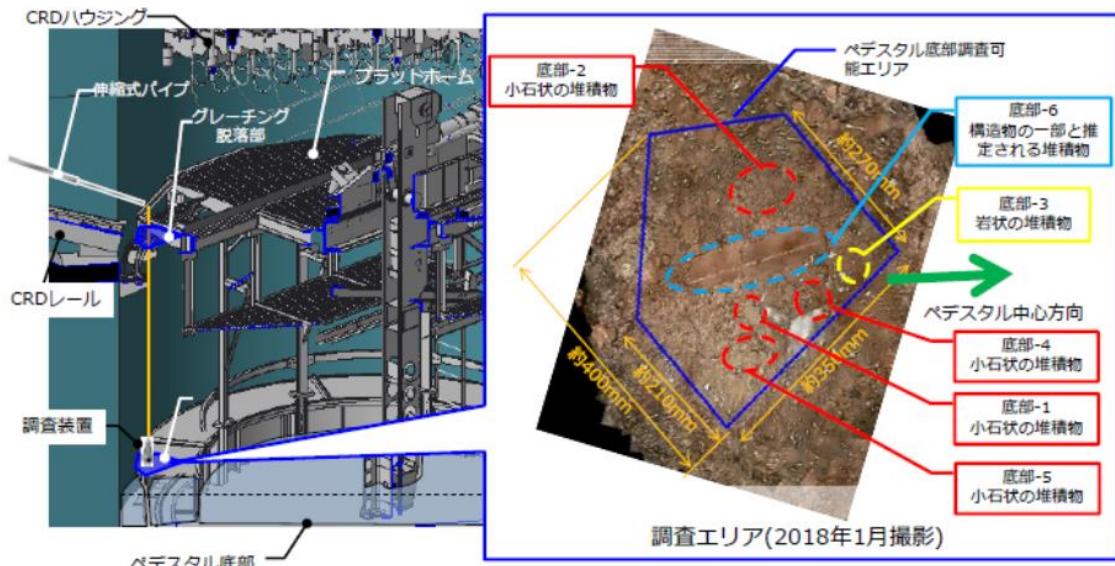 CRDハウジング
伸縮式パイプ
グレーチング
脱落部
プラットホーム
CRDレール
調査装置
ペデスタル底部
ペデスタル底部調査可
能エリア
底部-2
小石状の堆積物
底部-6
構造物の一部と推
定される堆積物
底部-3
岩状の堆積物
ペデスタル中心方向
底部-4
小石状の堆積物
底部-1
小石状の堆積物
底部-5
小石状の堆積物
約270mm
約350mm
約210mm
約400mm
調査エリア(2018年1月撮影)